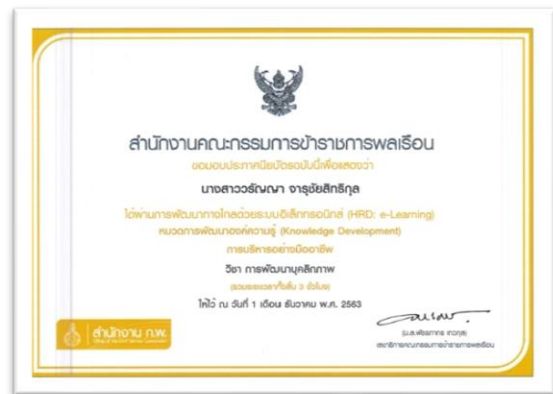 สำนักงานคณะกรรมการข้าราชการพลเรือน
ขอมอบประกาศนียบัตรฉบับนี้เพื่อแสดงว่า
นางสาววรัญญา จารุชัยสิทธิกุล
ได้ผ่านการพัฒนาทางไกลด้วยระบบอิเล็กทรอนิกส์ (HRD: e-Learning)
หมวดการพัฒนาองค์ความรู้ (Knowledge Development)
การบริหารอย่างมืออาชีพ
วิชา การพัฒนาบุคลิกภาพ
(รวมระยะเวลาทั้งสิ้น 3 ชั่วโมง)
ให้ไว้ ณ วันที่ 1 เดือน ธันวาคม พ.ศ. 2563
เลขาธิการคณะกรรมการข้าราชการพลเรือน
สำนักงาน ก.พ.
Office of the Civil Service Commission